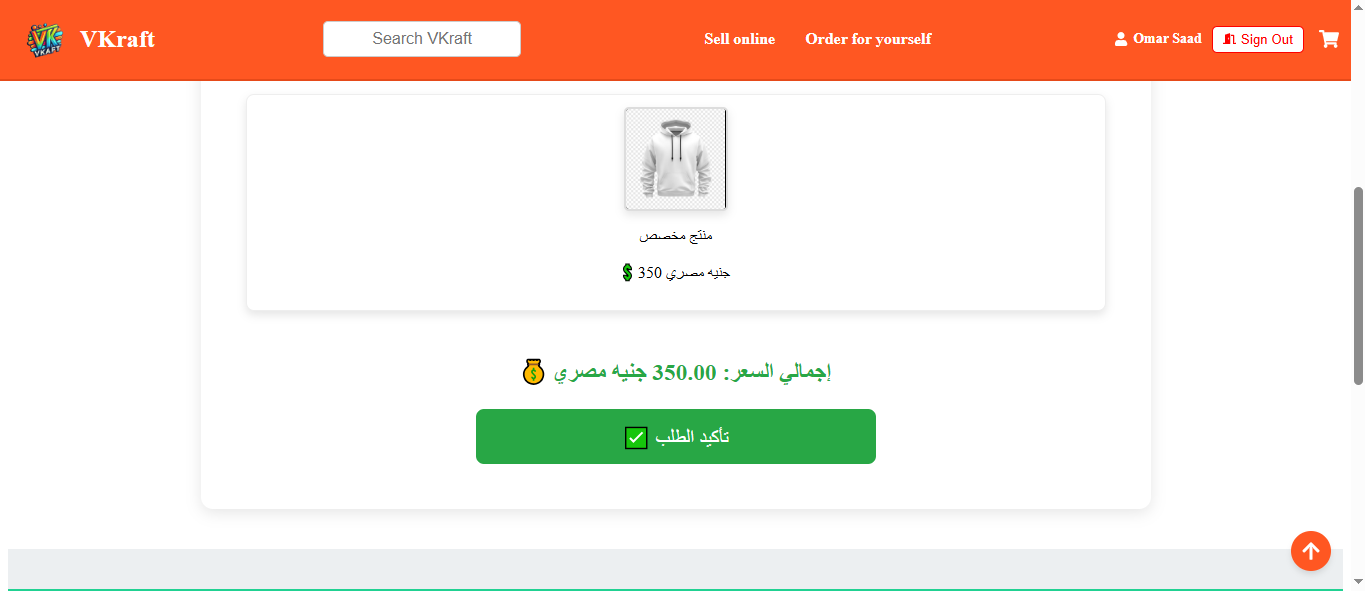 VKraft
Search VKraft
Sell online
Order for yourself
Omar Saad
Sign Out
منتج مخصص
350 جنيه مصري
إجمالي السعر: 350.00 جنيه مصري
تأكيد الطلب